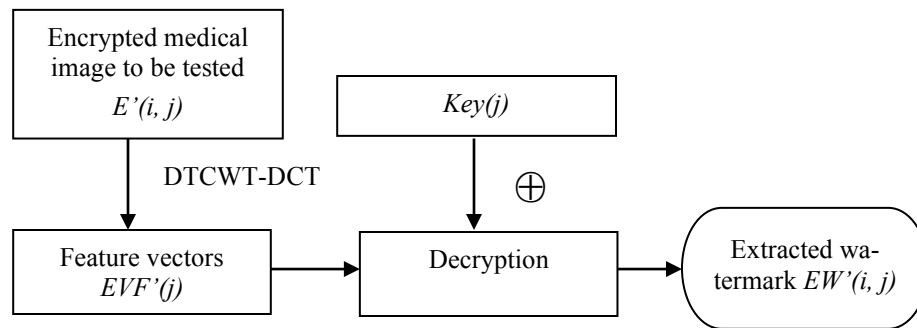 Encrypted medical
image to be tested
E’(i, j)
Key(j)
DTCWT-DCT
⊕
Feature vectors
EVF’(j)
Decryption
Extracted wa-
termark EW’(i, j)